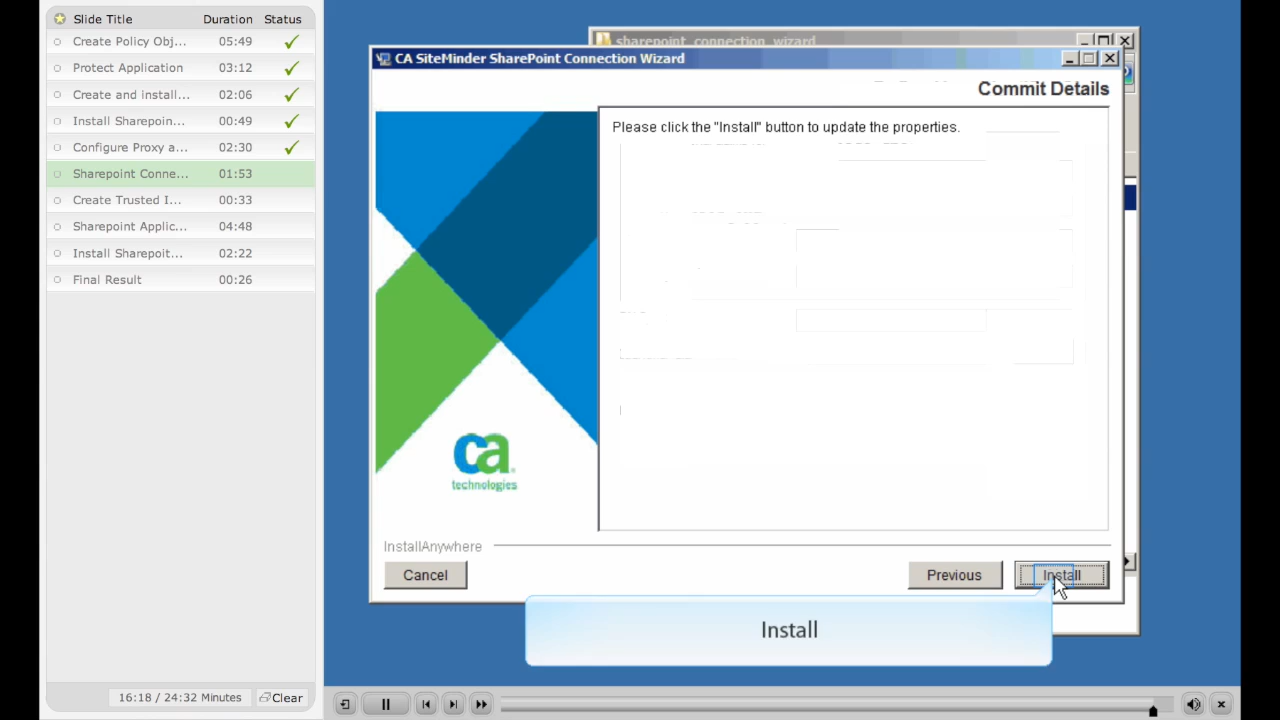 Slide Title Duration Status
Create Policy Obj... 05:49
Protect Application 03:12
Create and install... 02:06
Install Sharepoin... 00:49
Configure Proxy a... 02:30
Sharepoint Conne... 01:53
Create Trusted I... 00:33
Sharepoint Applic... 04:48
Install Sharepoit... 02:22
Final Result 00:26
16:18 / 24:32 Minutes Clear
sharepoint_connection_wizard
CA SiteMinder SharePoint Connection Wizard
Commit Details
Please click the "Install" button to update the properties.
ca
technologies
InstallAnywhere
Cancel Previous Install
Install